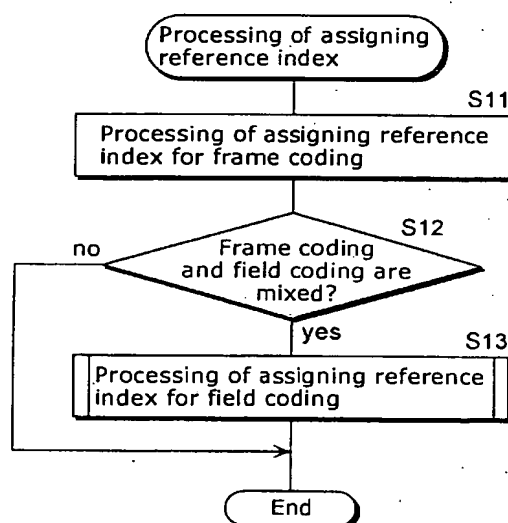 Processing of assigning
reference index
S11
Processing of assigning reference
index for frame coding
S12
no
Frame coding
and field coding are
mixed?
yes
S13
Processing of assigning reference
index for field coding
End